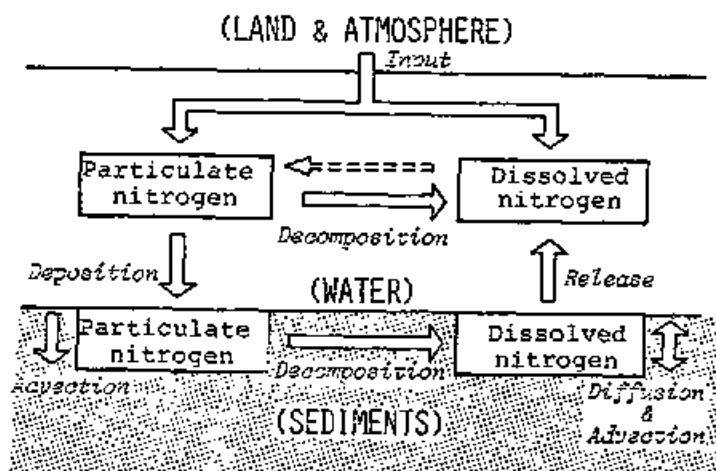 (LAND & ATMOSPHERE)
Input
Particulate
nitrogen
Dissolved
nitrogen
Decomposition
Deposition
(WATER)
Release
Particulate
nitrogen
Dissolved
nitrogen
Advection
Decomposition
Diffusion
&
Advection
(SEDIMENTS)